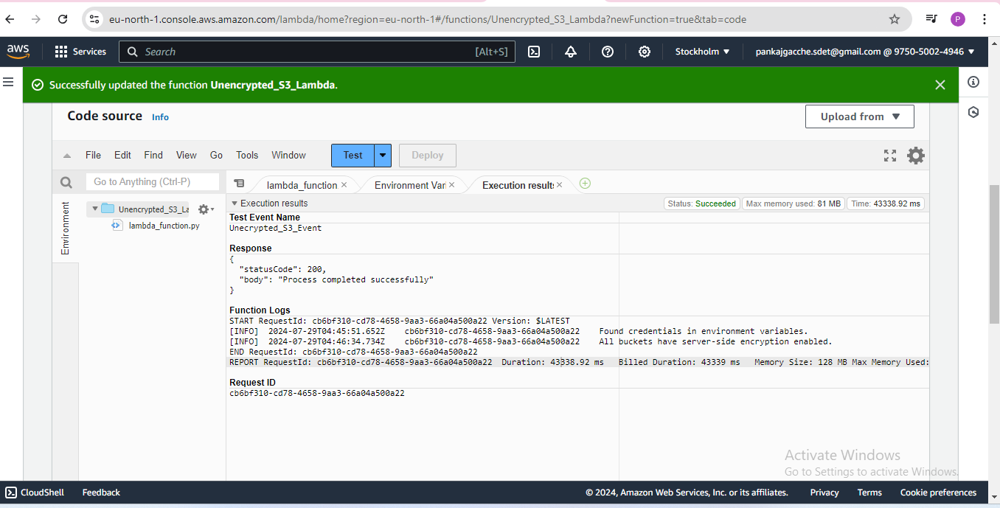 eu-north-1.console.aws.amazon.com/lambda/home?region=eu-north-1#/functions/Unencrypted_S3_Lambda?newFunction=true&tab=code
P
aws Services Search [Alt+S] Stockholm ▼ pankajgacche.sdet@gmail.com @ 9750-5002-4946 ▼
Successfully updated the function Unencrypted_S3_Lambda.
Code source Info Upload from ▼
File Edit Find View Go Tools Window Test Deploy
Go to Anything (Ctrl-P) lambda_function × Environment Vari × Execution results ×
Execution results Status: Succeeded Max memory used: 81 MB Time: 43338.92 ms
Environment
Unencrypted_S3_La
lambda_function.py
Test Event Name
Unecrypted_S3_Event
Response
{
"statusCode": 200,
"body": "Process completed successfully"
}
Function Logs
START RequestId: cb6bf310-cd78-4658-9aa3-66a04a500a22 Version: $LATEST
[INFO] 2024-07-29T04:45:51.652Z cb6bf310-cd78-4658-9aa3-66a04a500a22 Found credentials in environment variables.
[INFO] 2024-07-29T04:46:34.734Z cb6bf310-cd78-4658-9aa3-66a04a500a22 All buckets have server-side encryption enabled.
END RequestId: cb6bf310-cd78-4658-9aa3-66a04a500a22
REPORT RequestId: cb6bf310-cd78-4658-9aa3-66a04a500a22 Duration: 43338.92 ms Billed Duration: 43339 ms Memory Size: 128 MB Max Memory Used:
Request ID
cb6bf310-cd78-4658-9aa3-66a04a500a22
Activate Windows
Go to Settings to activate Windows.
CloudShell Feedback © 2024, Amazon Web Services, Inc. or its affiliates. Privacy Terms Cookie preferences